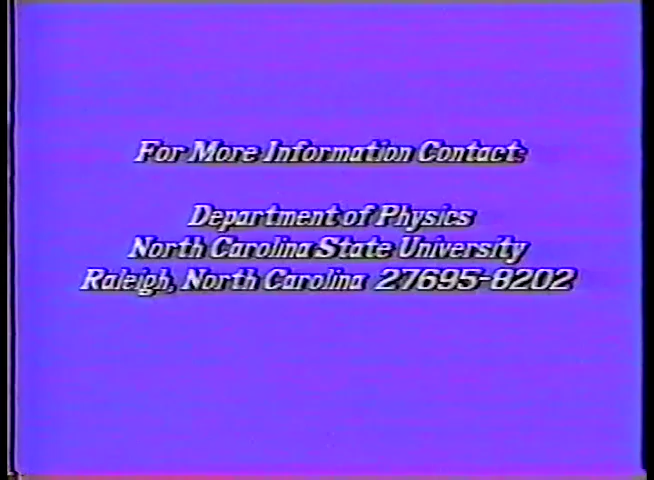 For More Information Contact:
Department of Physics
North Carolina State University
Raleigh, North Carolina 27695-8202